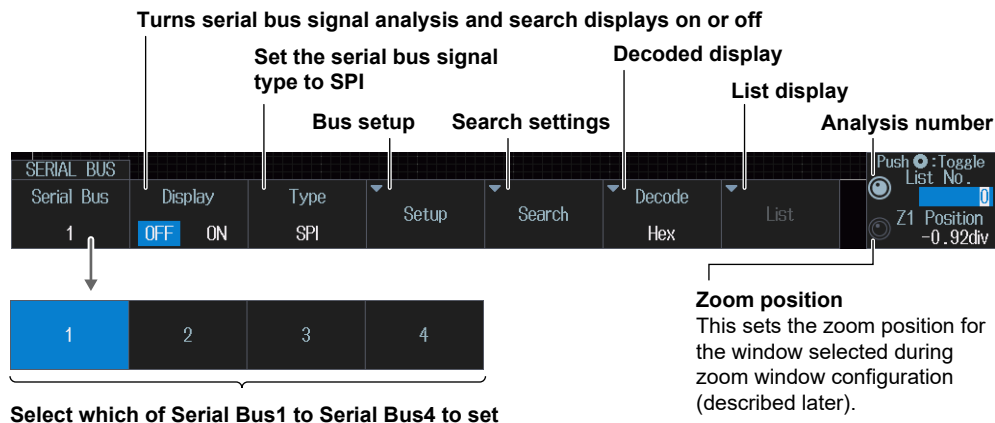 Turns serial bus signal analysis and search displays on or off
Set the serial bus signal
type to SPI
Decoded display
List display
Bus setup
Search settings
Analysis number
SERIAL BUS
Serial Bus
1
Display
OFF ON
Type
SPI
Setup
Search
Decode
Hex
List
Push :Toggle
List No.
0
Z1 Position
-0.92div
1 2 3 4
Select which of Serial Bus1 to Serial Bus4 to set
Zoom position
This sets the zoom position for
the window selected during
zoom window configuration
(described later).